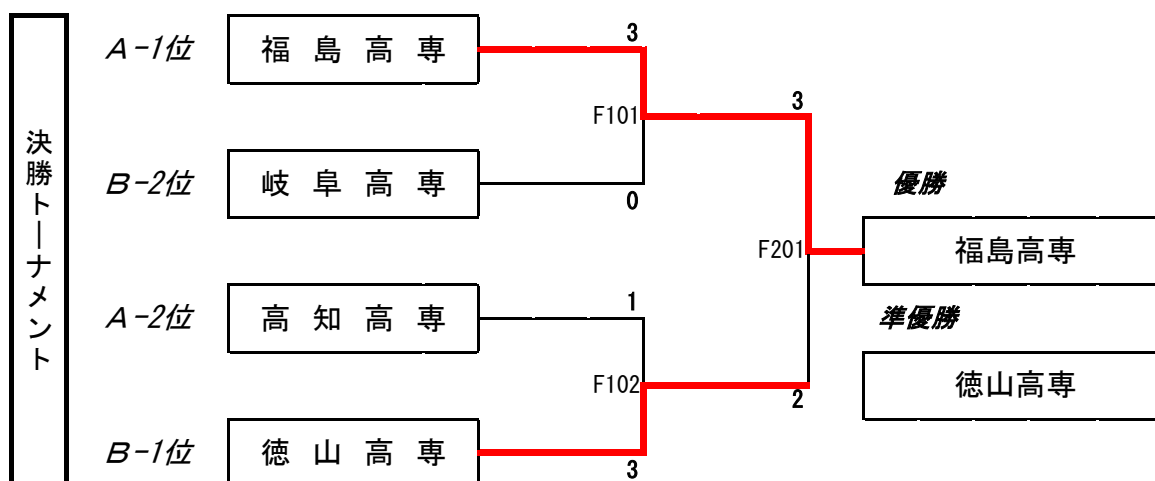 決勝トーナメント
A-1位
福島高専
3
F101
3
B-2位
岐阜高専
0
優勝
F201
福島高専
A-2位
高知高専
1
準優勝
F102
2
徳山高専
B-1位
徳山高専
3